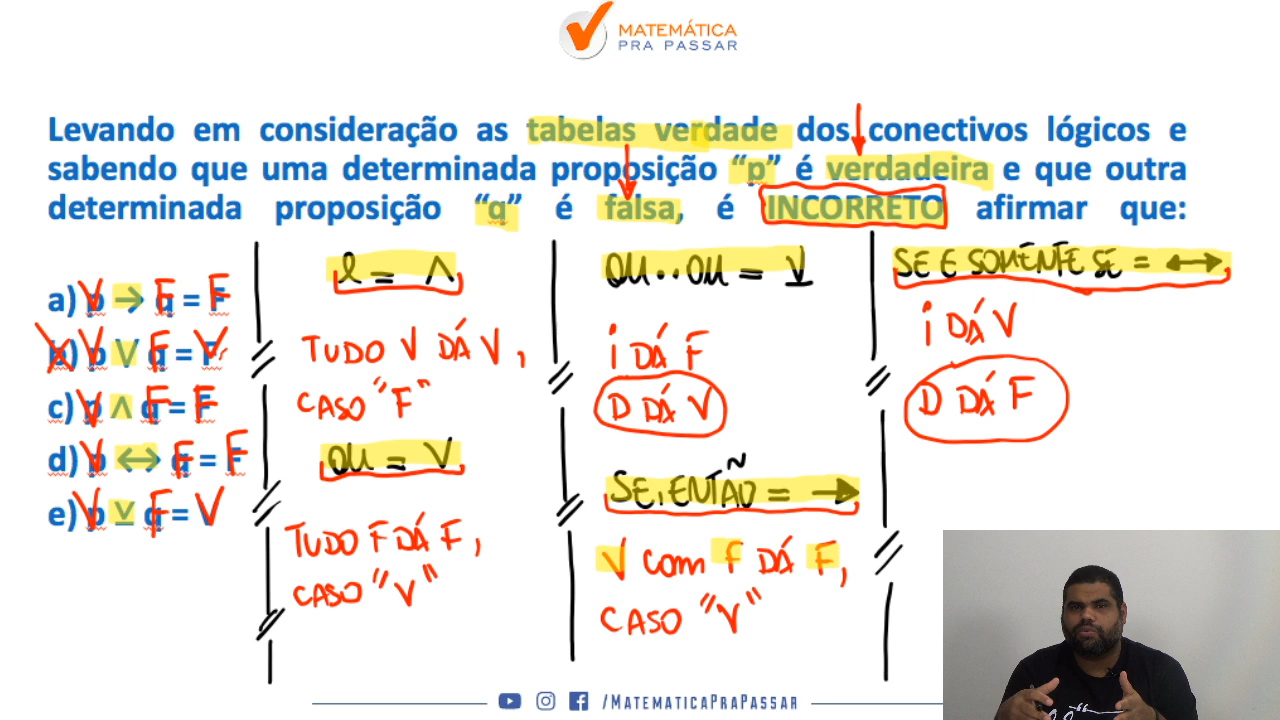 MATEMÁTICA
PRA PASSAR
Levando em consideração as tabelas verdade dos conectivos lógicos e
sabendo que uma determinada proposição “p” é verdadeira e que outra
determinada proposição “q” é falsa, é INCORRETO afirmar que:
a) p → q = F
V F F
b) p ∨ q = F
V F V
c) p ∧ q = F
V F F
d) p ↔ q = F
V F F
e) p ⊻ q = V
V F V
e = ∧
TUDO V DÁ V,
CASO "F"
OU = V
TUDO F DÁ F,
CASO "V"
OU..OU = ⊻
i DÁ F
D DÁ V
SE, ENTÃO = →
V com F DÁ F,
CASO "V"
SE E SOMENTE SE = ↔
i DÁ V
D DÁ F
/MATEMATICAPRAPASSAR